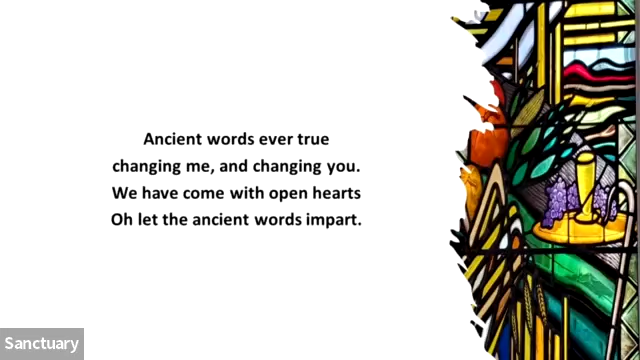 Ancient words ever true
changing me, and changing you.
We have come with open hearts
Oh let the ancient words impart.
Sanctuary